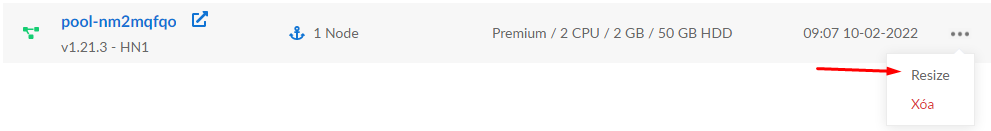 pool-nm2mqfqo
v1.21.3 - HN1
1 Node
Premium / 2 CPU / 2 GB / 50 GB HDD
09:07 10-02-2022
Resize
Xóa